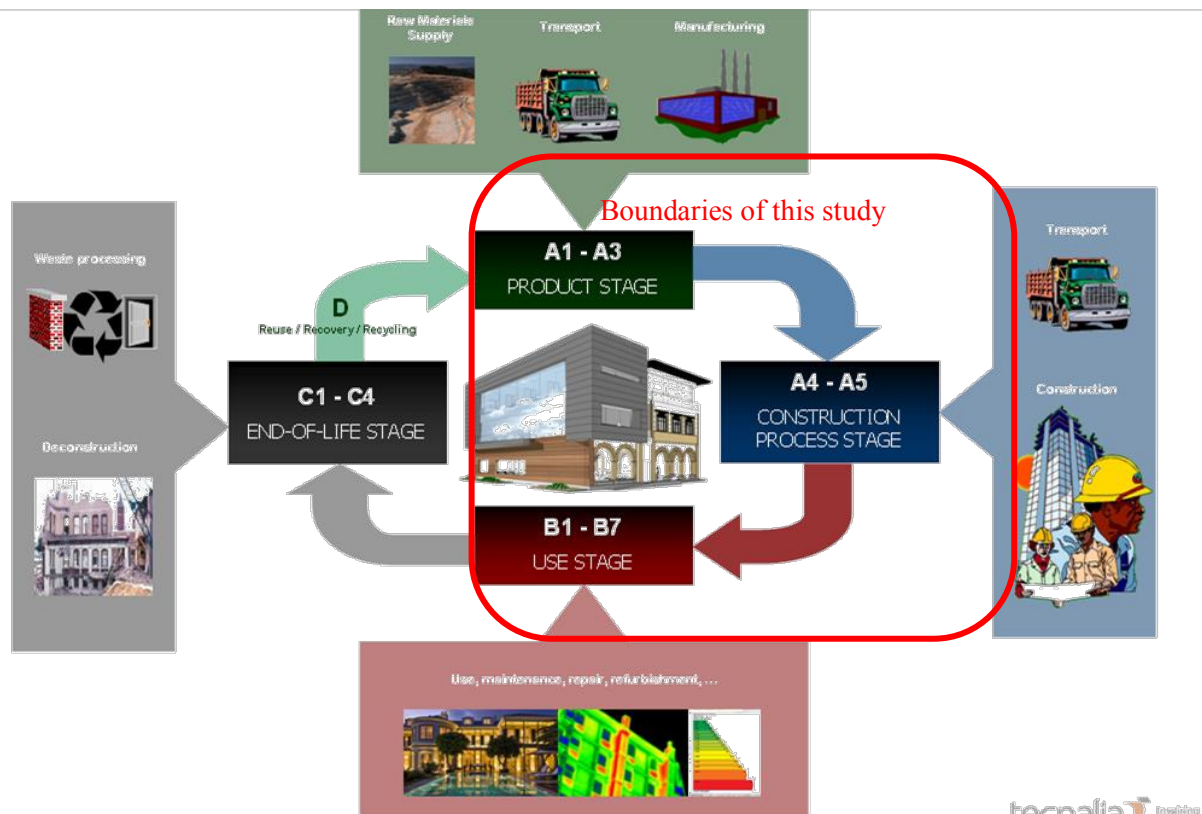 Raw Materials
Supply
Transport
Manufacturing
Boundaries of this study
A1 - A3
PRODUCT STAGE
Transport
Waste processing
D
Reuse / Recovery / Recycling
C1 - C4
END-OF-LIFE STAGE
A4 - A5
CONSTRUCTION
PROCESS STAGE
Construction
Deconstruction
B1 - B7
USE STAGE
Use, maintenance, repair, refurbishment, ...
tecnalia